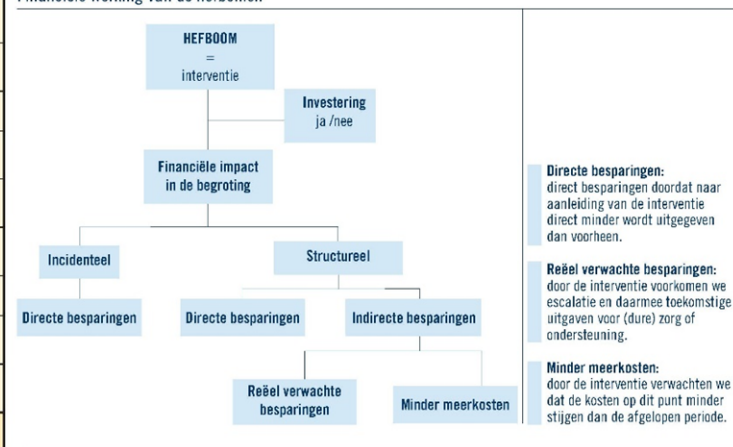 HEFBOOM
=
interventie
Investering
ja /nee
Financiële impact
in de begroting
Incidenteel
Structureel
Directe besparingen
Directe besparingen
Indirecte besparingen
Reëel verwachte
besparingen
Minder meerkosten
Directe besparingen:
direct besparingen doordat naar
aanleiding van de interventie
direct minder wordt uitgegeven
dan voorheen.
Reëel verwachte besparingen:
door de interventie voorkomen we
escalatie en daarmee toekomstige
uitgaven voor (dure) zorg of
ondersteuning.
Minder meerkosten:
door de interventie verwachten we
dat de kosten op dit punt minder
stijgen dan de afgelopen periode.